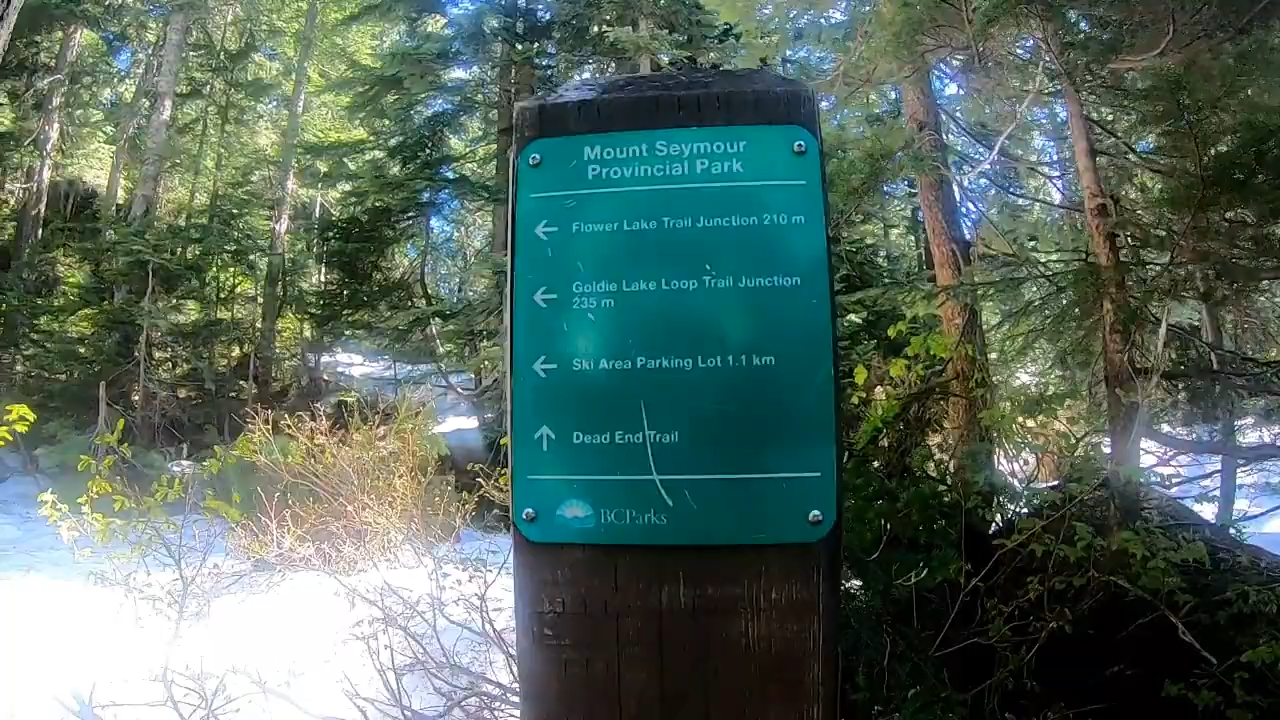 Mount Seymour
Provincial Park
Flower Lake Trail Junction 210 m
Goldie Lake Loop Trail Junction
235 m
Ski Area Parking Lot 1.1 km
Dead End Trail
BCParks